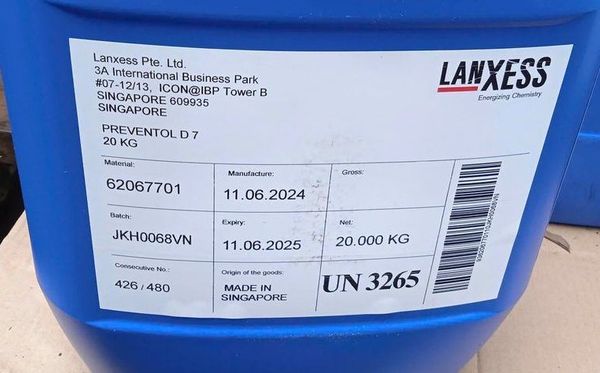 Lanxess Pte. Ltd.
3A International Business Park
#07-12/13, ICON@IBP Tower B
SINGAPORE 609935
SINGAPORE
LANXESS
Energizing Chemistry
PREVENTOL D 7
20 KG
Material:
62067701
Manufacture:
11.06.2024
Gross:
Batch:
JKH0068VN
Expiry:
11.06.2025
Net:
20.000 KG
Consecutive No.:
426 / 480
Origin of the goods:
MADE IN
SINGAPORE
UN 3265